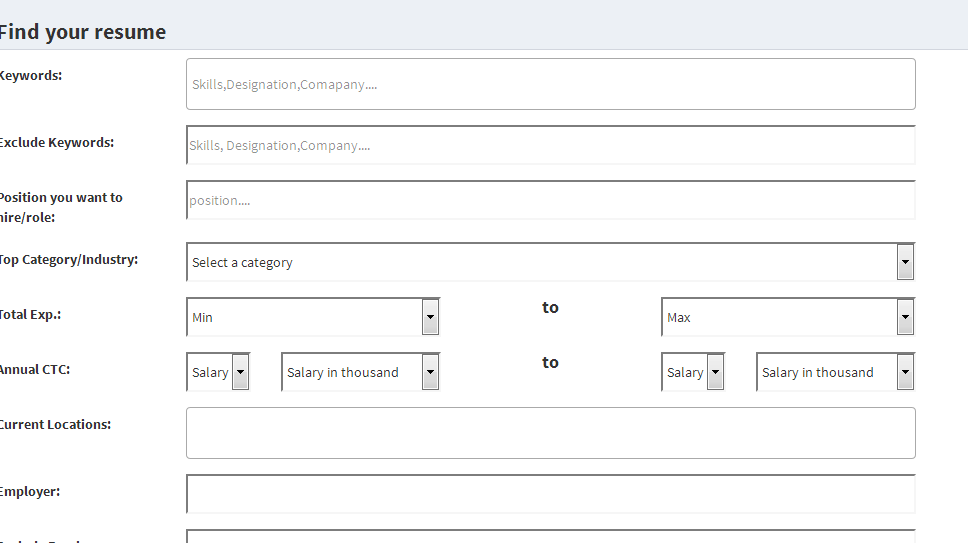 Find your resume
Keywords:
Skills,Designation,Comapany....
Exclude Keywords:
Skills, Designation,Company....
Position you want to
hire/role:
position....
Top Category/Industry:
Select a category
Total Exp.:
Min
to
Max
Annual CTC:
Salary
Salary in thousand
to
Salary
Salary in thousand
Current Locations:
Employer: